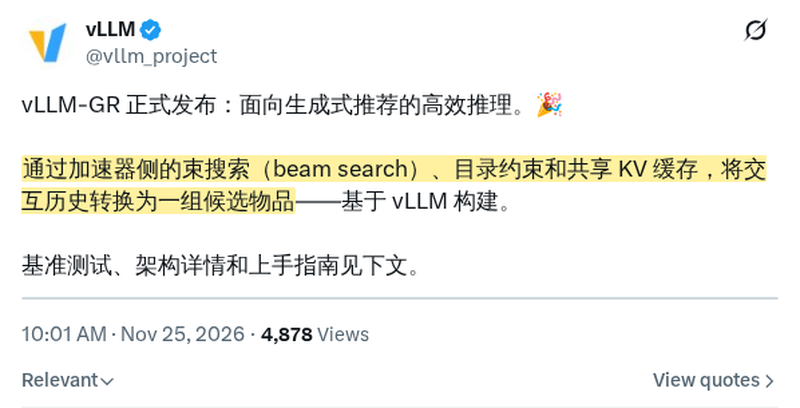 vLLM
@vllm_project
vLLM-GR 正式发布：面向生成式推荐的高效推理。🎉
通过加速器侧的束搜索（beam search）、目录约束和共享 KV 缓存，将交
互历史转换为一组候选物品——基于 vLLM 构建。
基准测试、架构详情和上手指南见下文。
10:01 AM · Nov 25, 2026 · 4,878 Views
Relevant
View quotes